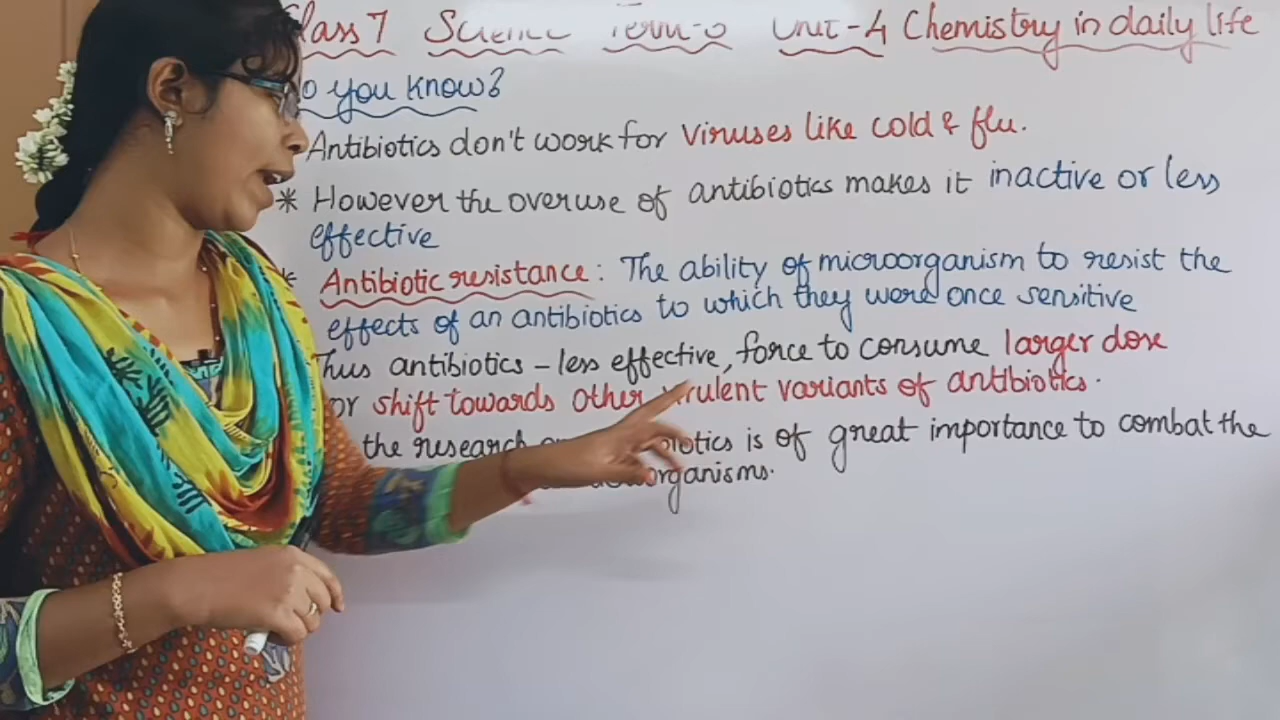 Class 7 Science Term-3 Unit-4 Chemistry in daily life
Do you know?
Antibiotics don't work for viruses like cold & flu.
* However the overuse of antibiotics makes it inactive or less
effective
* Antibiotic resistance: The ability of microorganism to resist the
effects of an antibiotics to which they were once sensitive
Thus antibiotics - less effective, force to consume larger dose
or shift towards other virulent variants of antibiotics.
the research is of great importance to combat the